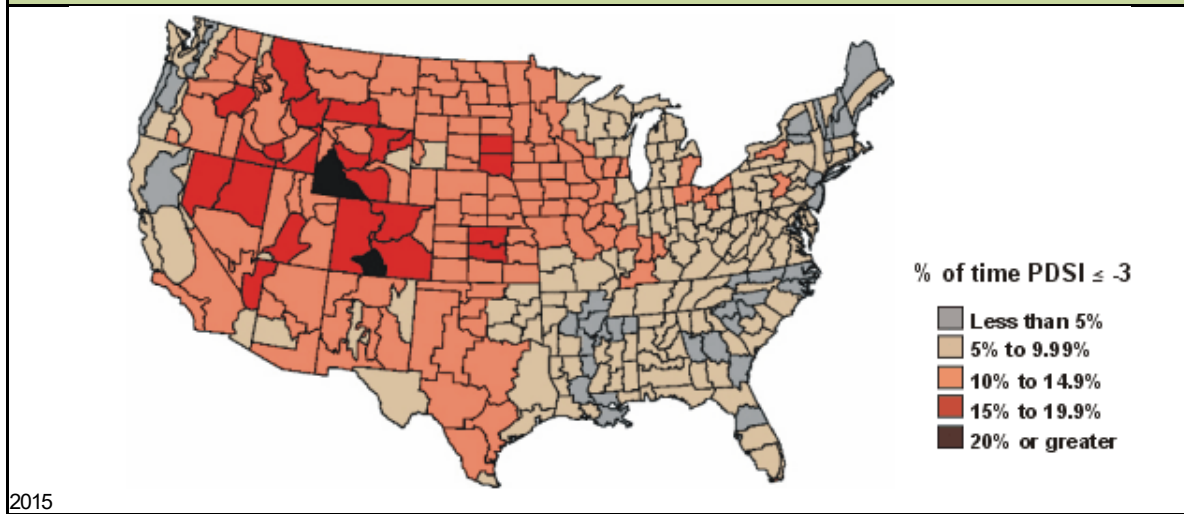 % of time PDSI ≤ -3
Less than 5%
5% to 9.99%
10% to 14.9%
15% to 19.9%
20% or greater
2015